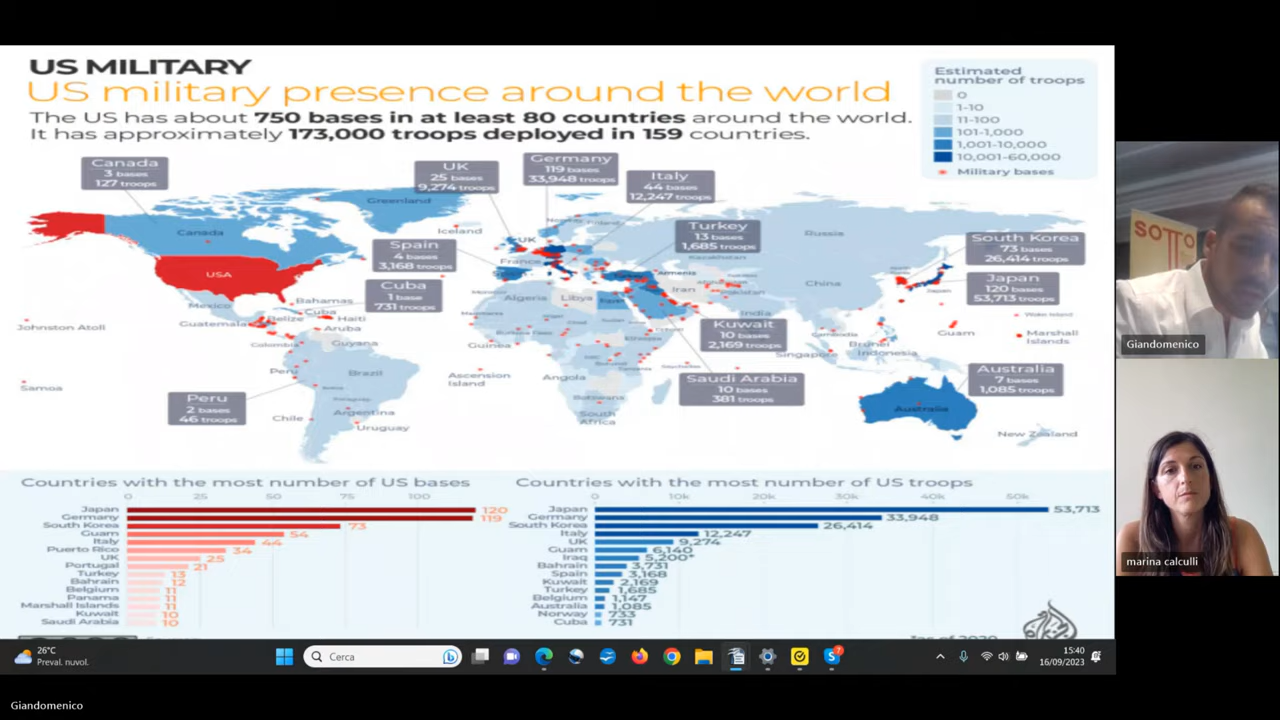 US MILITARY
US military presence around the world
The US has about 750 bases in at least 80 countries around the world.
It has approximately 173,000 troops deployed in 159 countries.
Estimated
number of troops
0
1-10
11-100
101-1,000
1,001-10,000
10,001-60,000
Military bases
Canada
3 bases
127 troops
UK
25 bases
9,274 troops
Germany
119 bases
33,948 troops
Italy
44 bases
12,247 troops
Turkey
13 bases
1,685 troops
Spain
4 bases
3,168 troops
Cuba
1 base
731 troops
South Korea
73 bases
26,414 troops
Japan
120 bases
53,713 troops
Kuwait
10 bases
2,169 troops
Saudi Arabia
10 bases
381 troops
Australia
7 bases
1,085 troops
Peru
2 bases
46 troops
Greenland
Canada
Iceland
UK
France
Russia
Kazakhstan
Armenia
USA
China
Japan
Iran
Mexico
Bahamas
Cuba
Haiti
Algeria
Libya
India
Wake Island
Johnston Atoll
Guatemala
Belize
Aruba
Guam
Marshall
Islands
Colombia
Guyana
Guinea
Ethiopia
Cambodia
Singapore
Brunei
Indonesia
Samoa
Peru
Brazil
Ascension
Island
Angola
Botswana
South
Africa
Australia
Chile
Argentina
Uruguay
New Zealand
Countries with the most number of US bases
0 25 50 75 100
Japan 120
Germany 119
South Korea 73
Guam 54
Italy 44
Puerto Rico 34
UK 25
Portugal 21
Turkey 13
Bahrain 12
Belgium 11
Panama 11
Marshall Islands 11
Kuwait 10
Saudi Arabia 10
Countries with the most number of US troops
0 10k 20k 30k 40k 50k
Japan 53,713
Germany 33,948
South Korea 26,414
Italy 12,247
UK 9,274
Guam 6,140
Iraq 5,200*
Bahrain 3,731
Spain 3,168
Kuwait 2,169
Turkey 1,685
Belgium 1,147
Australia 1,085
Norway 733
Cuba 731
SOTTO
Giandomenico
marina calculli
26°C
Preval. nuvol.
Cerca
7
15:40
16/09/2023
Giandomenico